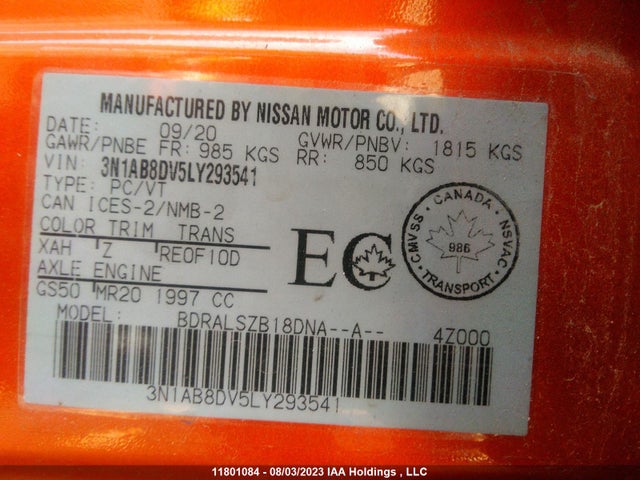 MANUFACTURED BY NISSAN MOTOR CO., LTD.
DATE: 09/20 GVWR/PNBV: 1815 KGS
GAWR/PNBE FR: 985 KGS RR: 850 KGS
VIN: 3N1AB8DV5LY293541
TYPE: PC/VT
CAN ICES-2/NMB-2
COLOR TRIM TRANS
XAH Z RE0F10D
AXLE ENGINE
GS50 MR20 1997 CC
EC
CANADA
CMVSS NSVAC
986
TRANSPORT
MODEL: BDRALSZB18DNA--A-- 4Z000
3N1AB8DV5LY293541
11801084 - 08/03/2023 IAA Holdings , LLC